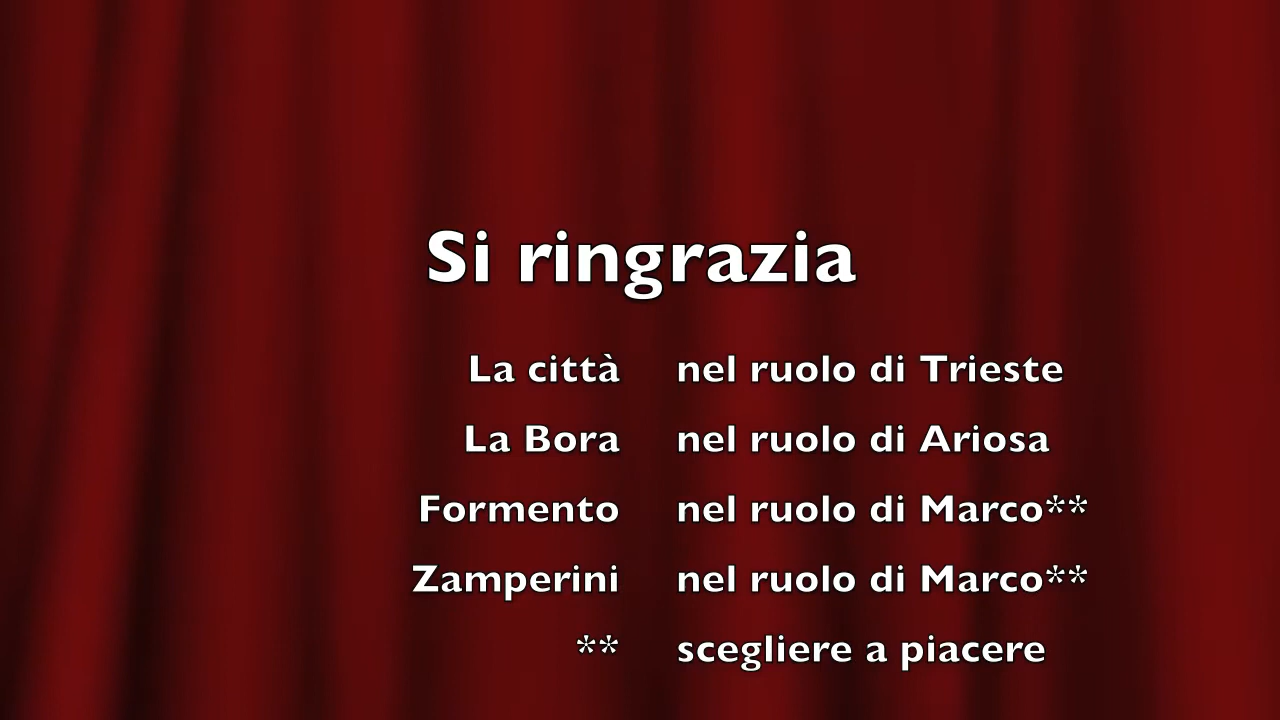 Si ringrazia
La città nel ruolo di Trieste
La Bora nel ruolo di Ariosa
Formento nel ruolo di Marco**
Zamperini nel ruolo di Marco**
** scegliere a piacere